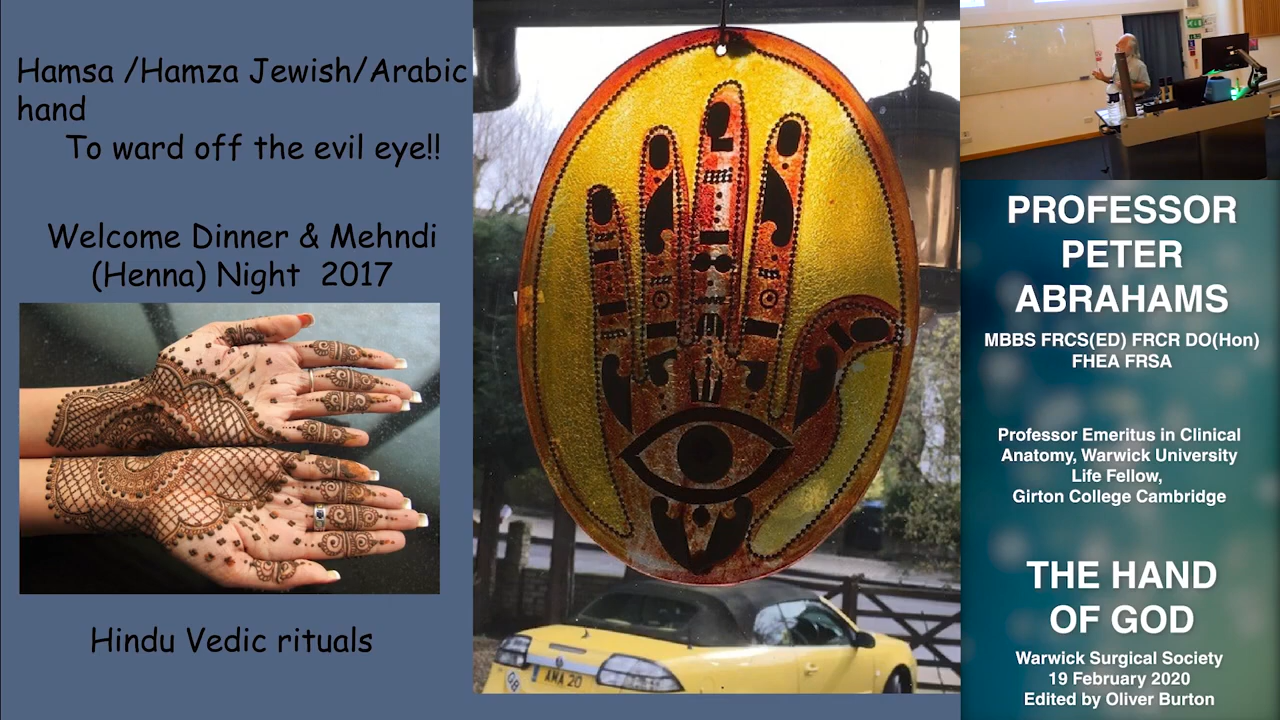 Hamsa /Hamza Jewish/Arabic
hand
To ward off the evil eye!!
Welcome Dinner & Mehndi
(Henna) Night 2017
Hindu Vedic rituals
GB
AMA 20
PROFESSOR
PETER
ABRAHAMS
MBBS FRCS(ED) FRCR DO(Hon)
FHEA FRSA
Professor Emeritus in Clinical
Anatomy, Warwick University
Life Fellow,
Girton College Cambridge
THE HAND
OF GOD
Warwick Surgical Society
19 February 2020
Edited by Oliver Burton